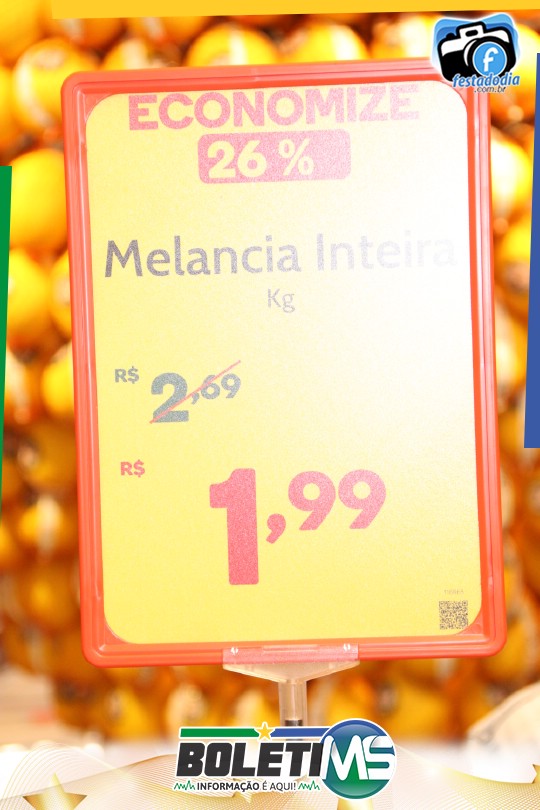 festadodia
.com.br
ECONOMIZE
26 %
Melancia Inteira
Kg
R$ 2,69
R$ 1,99
BOLETIMS
INFORMAÇÃO É AQUI!